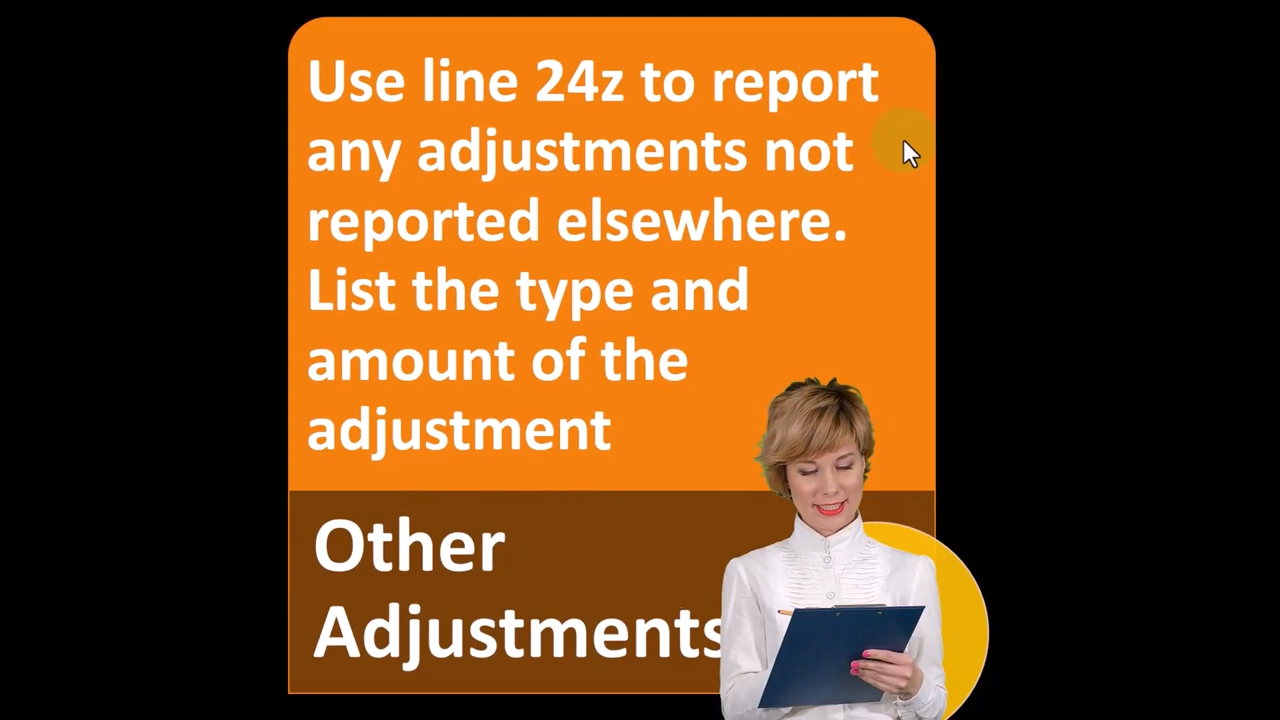 Use line 24z to report
any adjustments not
reported elsewhere.
List the type and
amount of the
adjustment
Other
Adjustments